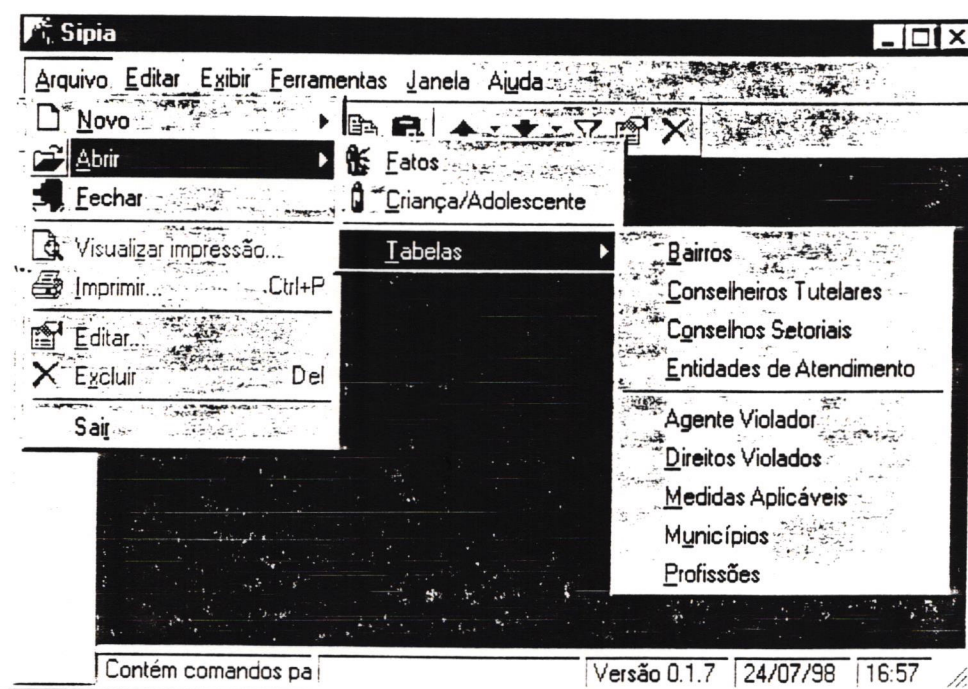 Sipia
Arquivo Editar Exibir Ferramentas Janela Ajuda
Novo
Abrir
Fechar
Visualizar impressão...
Imprimir... Ctrl+P
Editar...
Excluir Del
Sair
Fatos
Criança/Adolescente
Tabelas
Bairros
Conselheiros Tutelares
Conselhos Setoriais
Entidades de Atendimento
Agente Violador
Direitos Violados
Medidas Aplicáveis
Municípios
Profissões
Contém comandos pa Versão 0.1.7 24/07/98 16:57